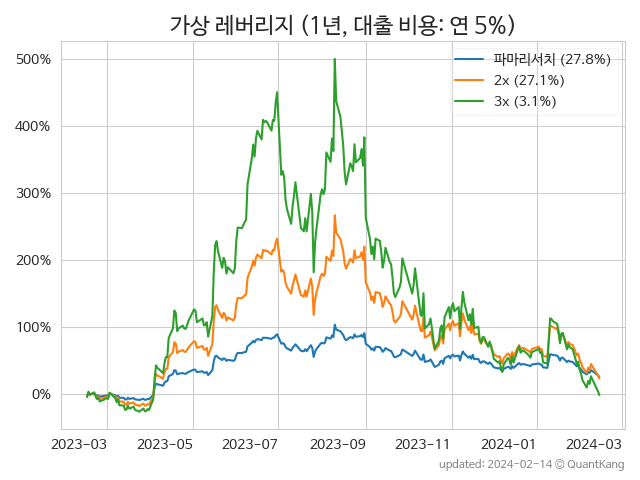 가상 레버리지 (1년, 대출 비용: 연 5%)
500%
400%
300%
200%
100%
0%
파마리서치 (27.8%)
2x (27.1%)
3x (3.1%)
2023-03
2023-05
2023-07
2023-09
2023-11
2024-01
2024-03
updated: 2024-02-14 © QuantKang